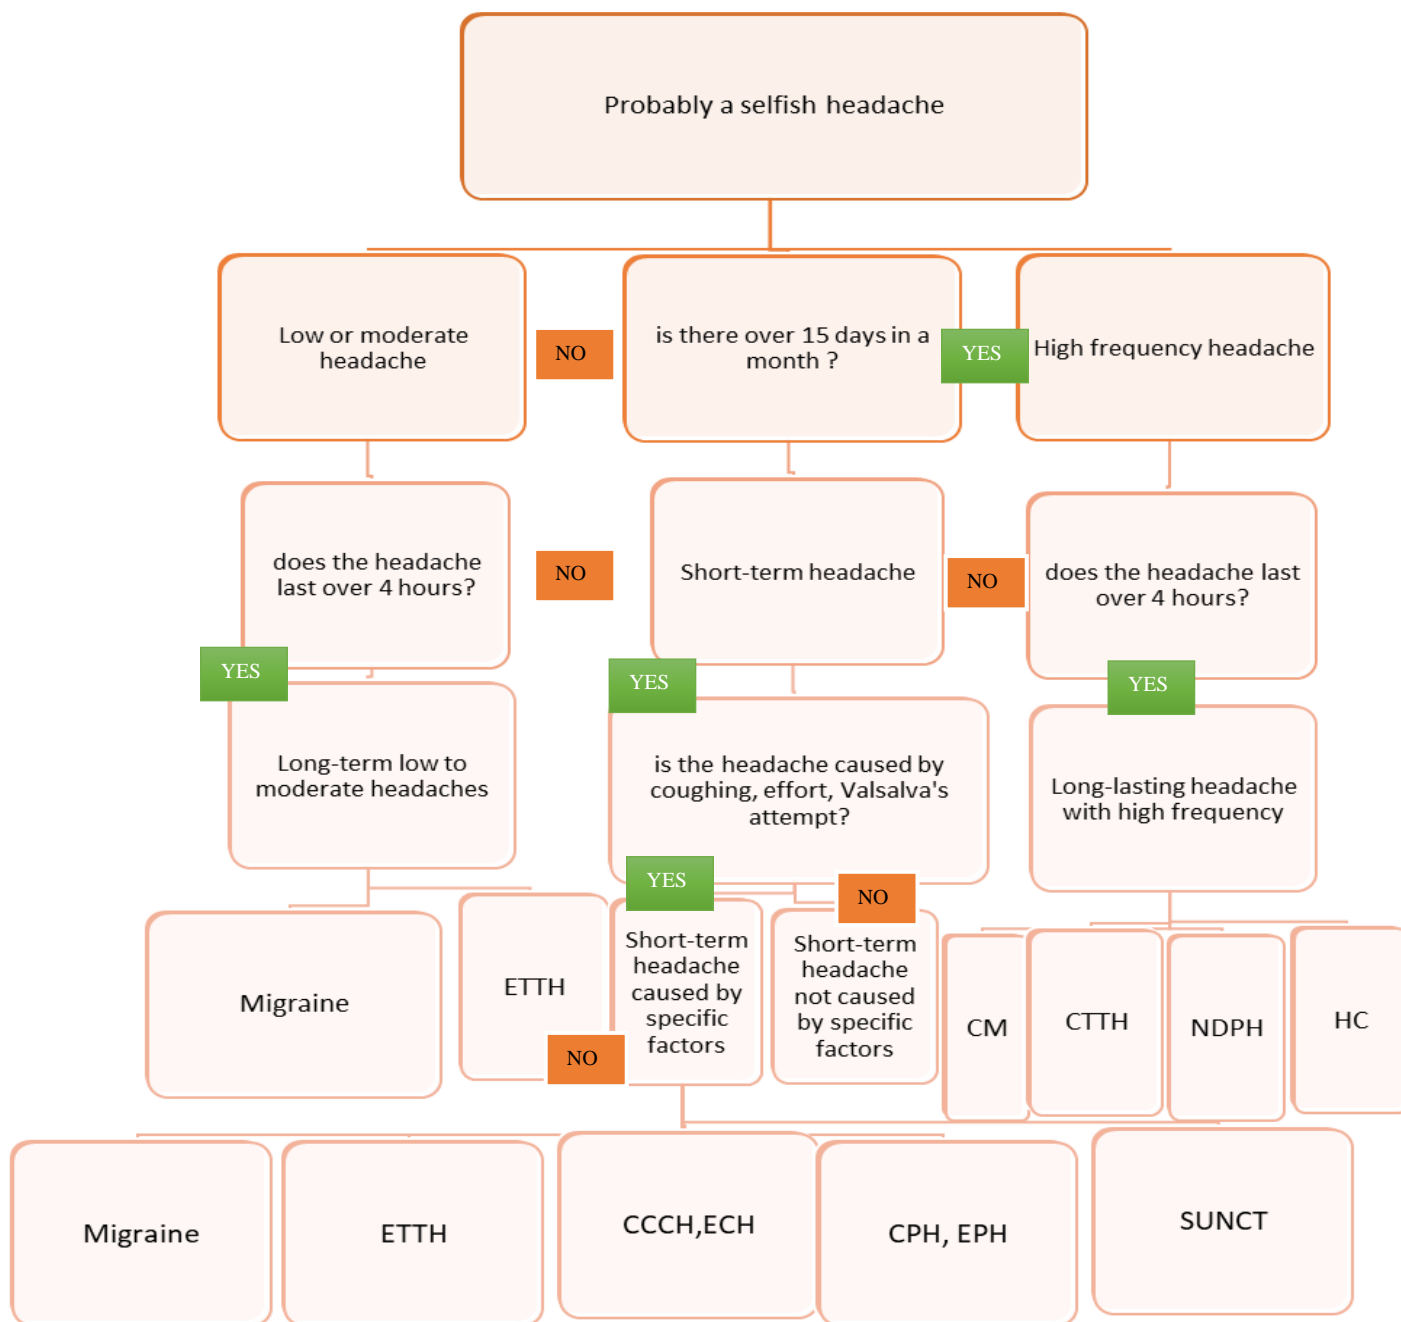 Probably a selfish headache
Low or moderate
headache
NO
is there over 15 days in a
month ?
YES
High frequency headache
does the headache
last over 4 hours?
NO
Short-term headache
NO
does the headache last
over 4 hours?
YES
YES
YES
Long-term low to
moderate headaches
is the headache caused by
coughing, effort, Valsalva's
attempt?
Long-lasting headache
with high frequency
YES
NO
Migraine
ETTH
Short-term
headache
caused by
specific
factors
Short-term
headache
not caused
by specific
factors
CM
CTTH
NDPH
HC
NO
Migraine
ETTH
CCCH,ECH
CPH, EPH
SUNCT